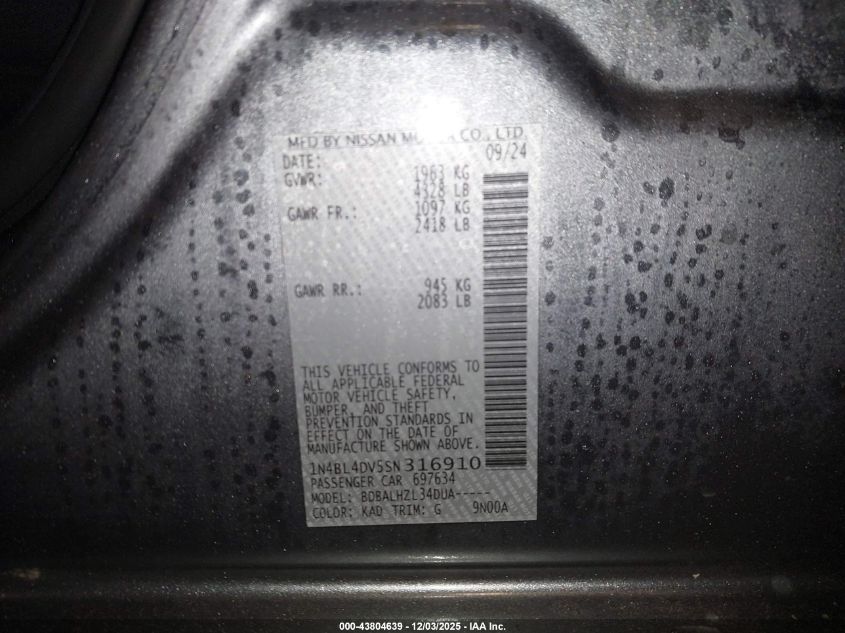 MFD BY NISSAN MOTOR CO., LTD.
DATE: 09/24
GVWR: 1963 KG
4328 LB
GAWR FR.: 1097 KG
2418 LB
GAWR RR.: 945 KG
2083 LB
THIS VEHICLE CONFORMS TO
ALL APPLICABLE FEDERAL
MOTOR VEHICLE SAFETY,
BUMPER, AND THEFT
PREVENTION STANDARDS IN
EFFECT ON THE DATE OF
MANUFACTURE SHOWN ABOVE.
1N4BL4DV5SN316910
PASSENGER CAR 697634
MODEL: BDBALHZL34DUA-----
COLOR: KAD TRIM: G 9N00A
000-43804639 - 12/03/2025 - IAA Inc.